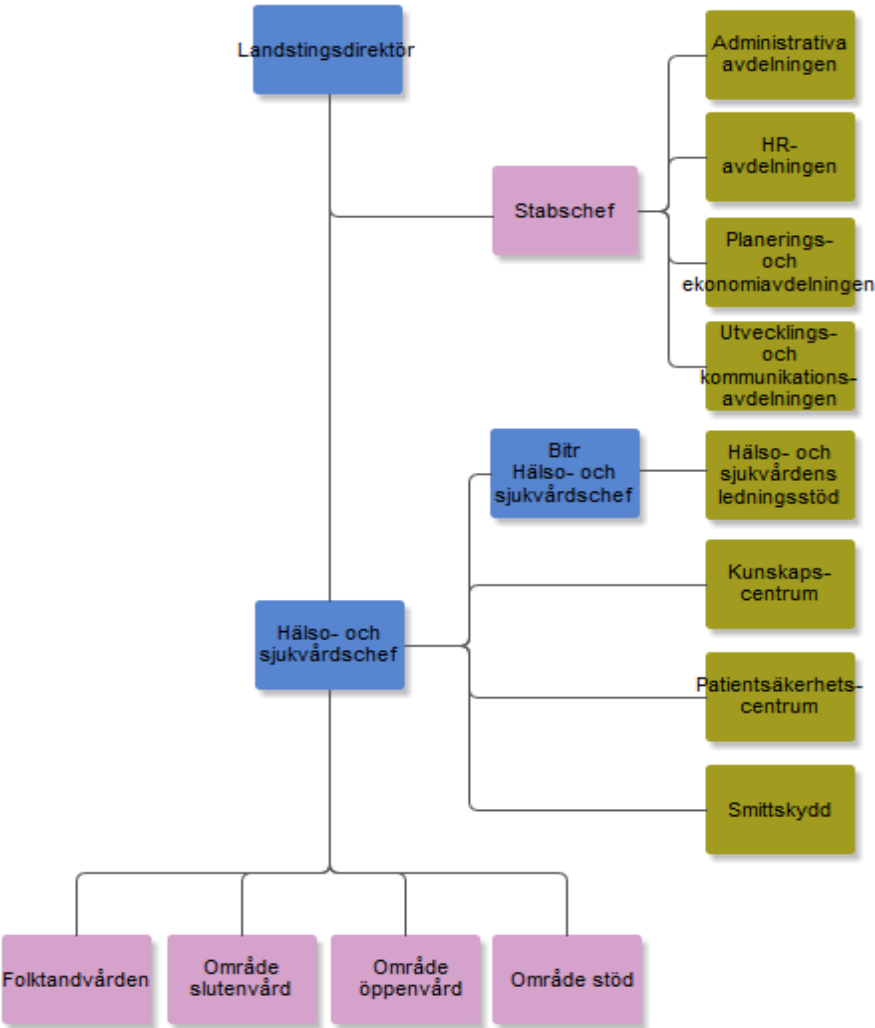 Landstingsdirektör
Administrativa
avdelningen
HR-
avdelningen
Stabschef
Planerings-
och
ekonomiavdelningen
Utvecklings-
och
kommunikations-
avdelningen
Bitr
Hälso- och
sjukvårdschef
Hälso- och
sjukvårdens
ledningsstöd
Kunskaps-
centrum
Hälso- och
sjukvårdschef
Patientsäkerhets-
centrum
Smittskydd
Folktandvården
Område
slutenvård
Område
öppenvård
Område stöd